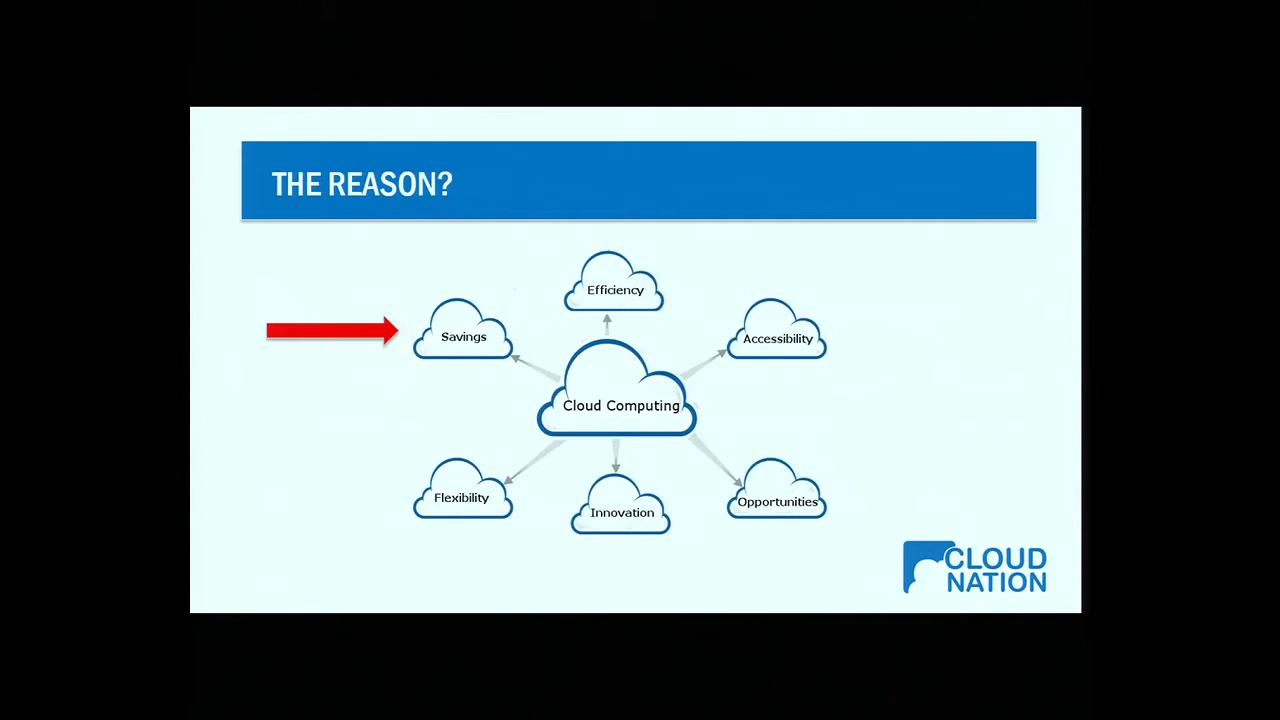 THE REASON?
Efficiency
Savings
Accessibility
Cloud Computing
Flexibility
Innovation
Opportunities
CLOUD
NATION